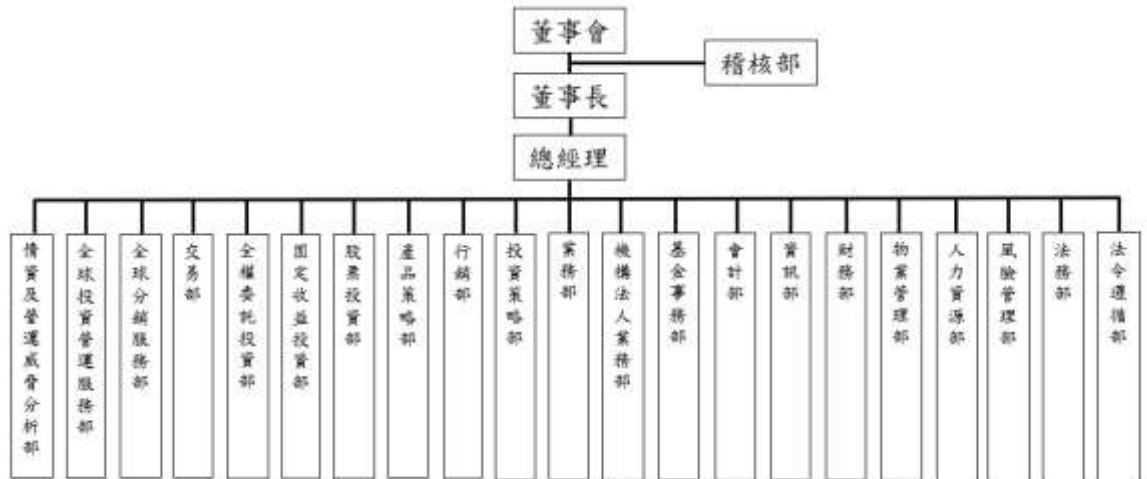 董事會
稽核部
董事長
總經理
情資及營運威脅分析部
全球投資營運服務部
全球分銷服務部
交易部
全權委託投資部
固定收益投資部
股票投資部
產品策略部
行銷部
投資策略部
業務部
機構法人業務部
基金事務部
會計部
資訊部
財務部
物業管理部
人力資源部
風險管理部
法務部
法令遵循部